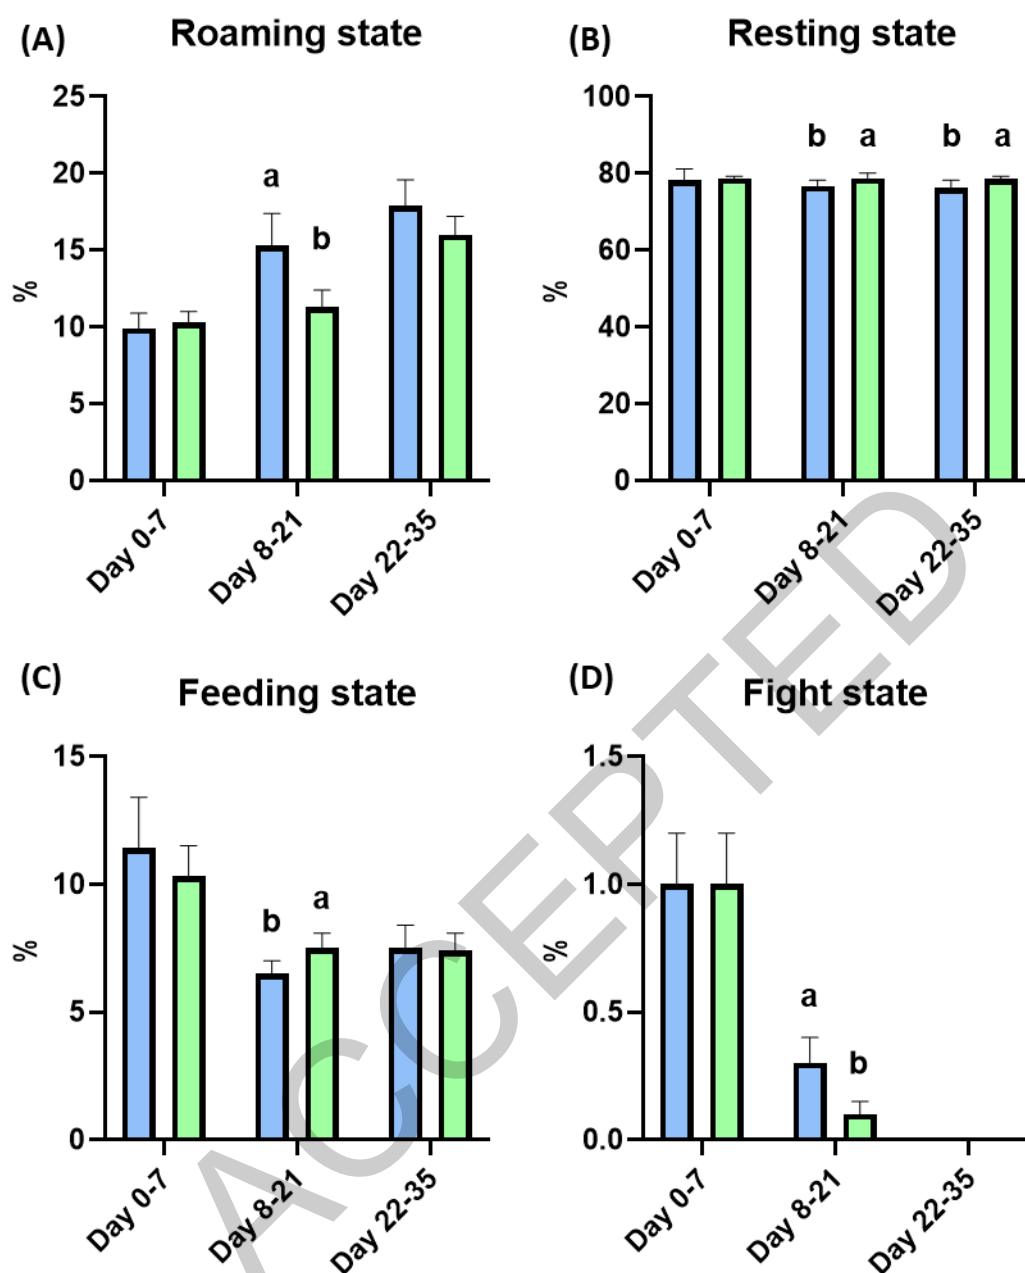 (A) Roaming state
25
20
15
10
5
0
%
a
b
Day 0-7
Day 8-21
Day 22-35
(B) Resting state
100
80
60
40
20
0
%
b a b a
Day 0-7
Day 8-21
Day 22-35
(C) Feeding state
15
10
5
0
%
b
a
Day 0-7
Day 8-21
Day 22-35
(D) Fight state
1.5
1.0
0.5
0.0
%
a
b
Day 0-7
Day 8-21
Day 22-35
ACCEPTED